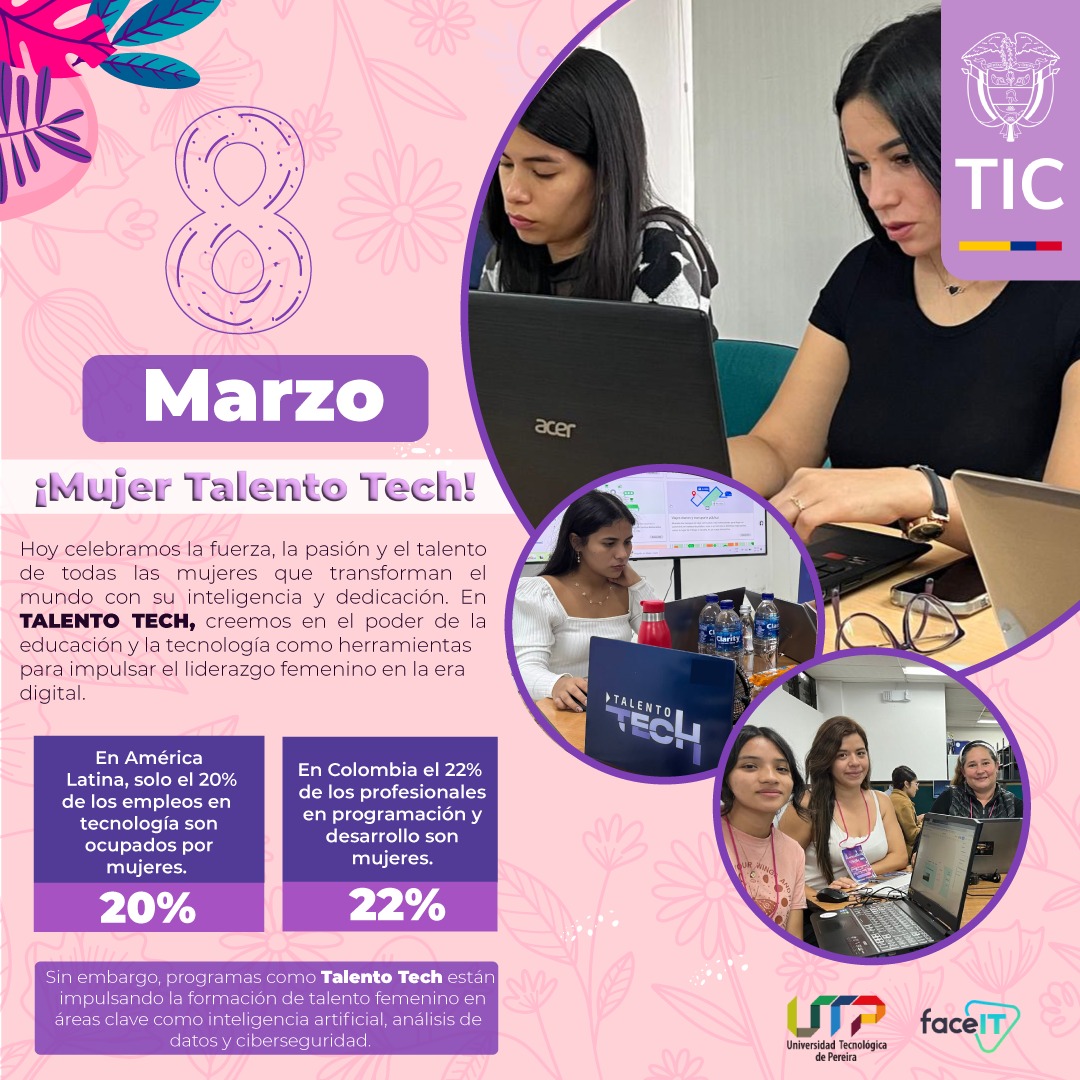 8
Marzo
¡Mujer Talento Tech!
Hoy celebramos la fuerza, la pasión y el talento
de todas las mujeres que transforman el
mundo con su inteligencia y dedicación. En
TALENTO TECH, creemos en el poder de la
educación y la tecnología como herramientas
para impulsar el liderazgo femenino en la era
digital.
En América
Latina, solo el 20%
de los empleos en
tecnología son
ocupados por
mujeres.
20%
En Colombia el 22%
de los profesionales
en programación y
desarrollo son
mujeres.
22%
Sin embargo, programas como Talento Tech están
impulsando la formación de talento femenino en
áreas clave como inteligencia artificial, análisis de
datos y ciberseguridad.
TIC
acer
Clarity
TALENTO
TECH
UTP
Universidad Tecnológica
de Pereira
faceIT